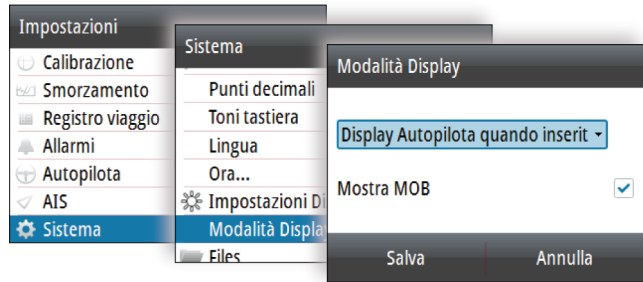 Impostazioni
Calibrazione
Smorzamento
Registro viaggio
Allarmi
Autopilota
AIS
Sistema
Sistema
Punti decimali
Toni tastiera
Lingua
Ora...
Impostazioni Di
Modalità Displa
Files
Modalità Display
Display Autopilota quando inserit
Mostra MOB
Salva Annulla